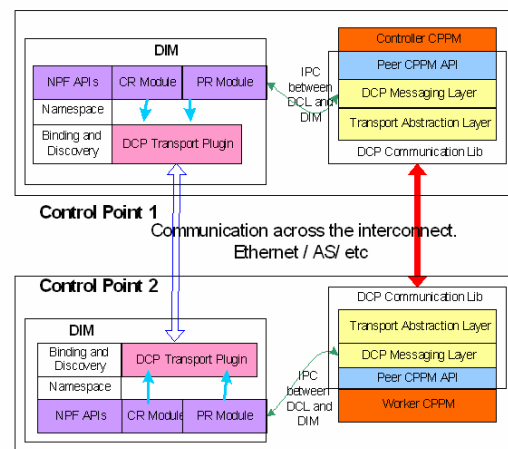 DIM
NPF APIs
CR Module
PR Module
Namespace
Binding and
Discovery
DCP Transport Plugin
IPC
between
DCL and
DIM
Controller CPPM
Peer CPPM API
DCP Messaging Layer
Transport Abstraction Layer
DCP Communication Lib
Control Point 1
Communication across the interconnect.
Ethernet / AS/ etc
Control Point 2
DIM
Binding and
Discovery
DCP Transport Plugin
Namespace
NPF APIs
CR Module
PR Module
IPC
between
DCL and
DIM
DCP Communication Lib
Transport Abstraction Layer
DCP Messaging Layer
Peer CPPM API
Worker CPPM